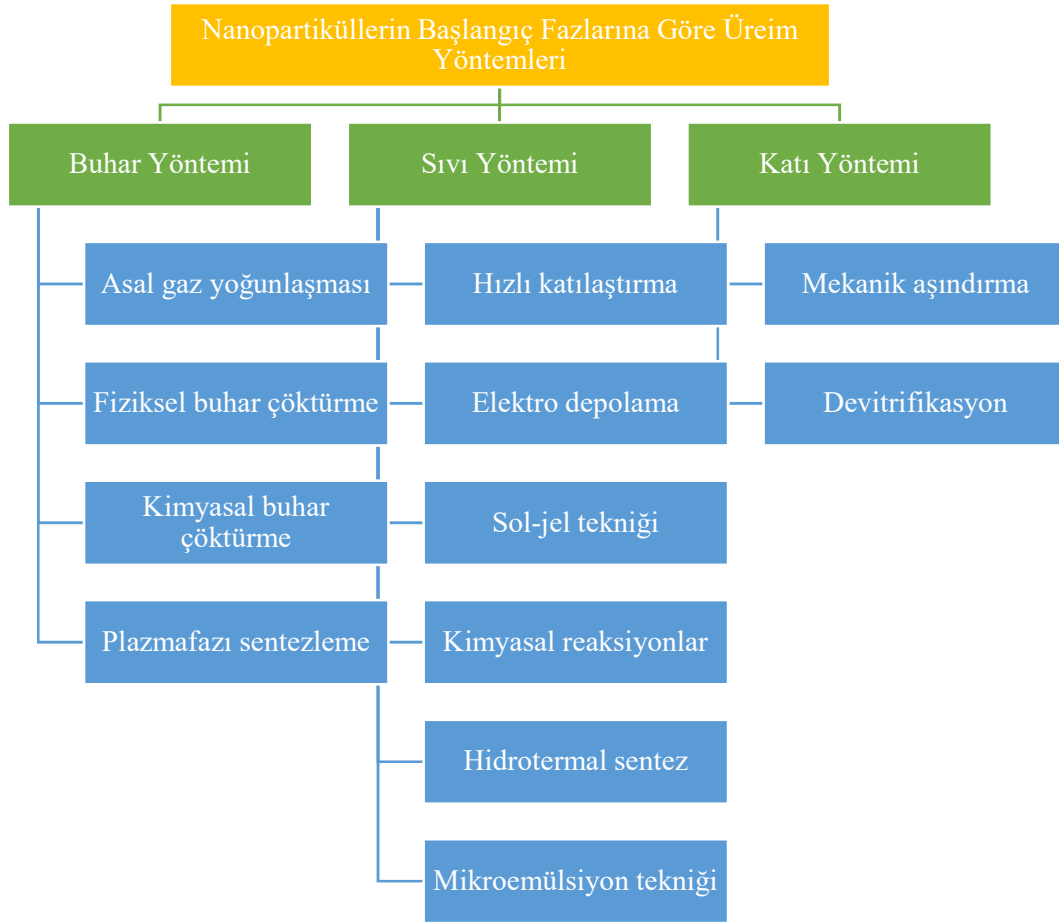 Nanopartiküllerin Başlangıç Fazlarına Göre Üreim
Yöntemleri
Buhar Yöntemi
Asal gaz yoğunlaşması
Fiziksel buhar çöktürme
Kimyasal buhar
çöktürme
Plazmafazı sentezleme
Sıvı Yöntemi
Hızlı katılaştırma
Elektro depolama
Sol-jel tekniği
Kimyasal reaksiyonlar
Hidrotermal sentez
Mikroemülsiyon tekniği
Katı Yöntemi
Mekanik aşındırma
Devitrifikasyon